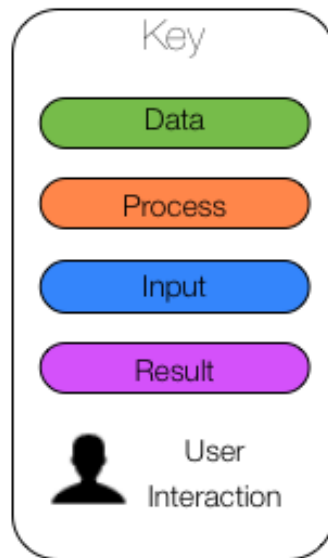 Key
Data
Process
Input
Result
User
Interaction